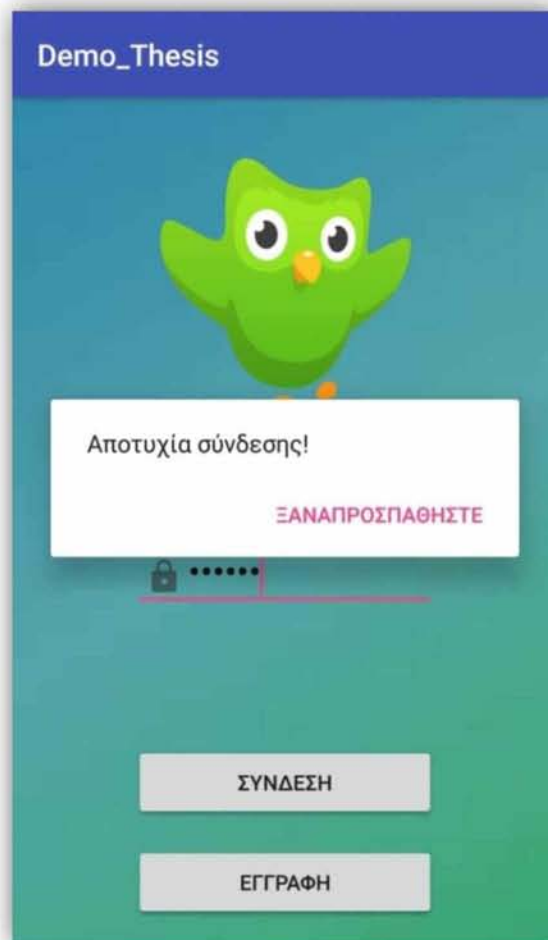 Demo_Thesis
Αποτυχία σύνδεσης!
ΞΑΝΑΠΡΟΣΠΑΘΗΣΤΕ
••••••
ΣΥΝΔΕΣΗ
ΕΓΓΡΑΦΗ